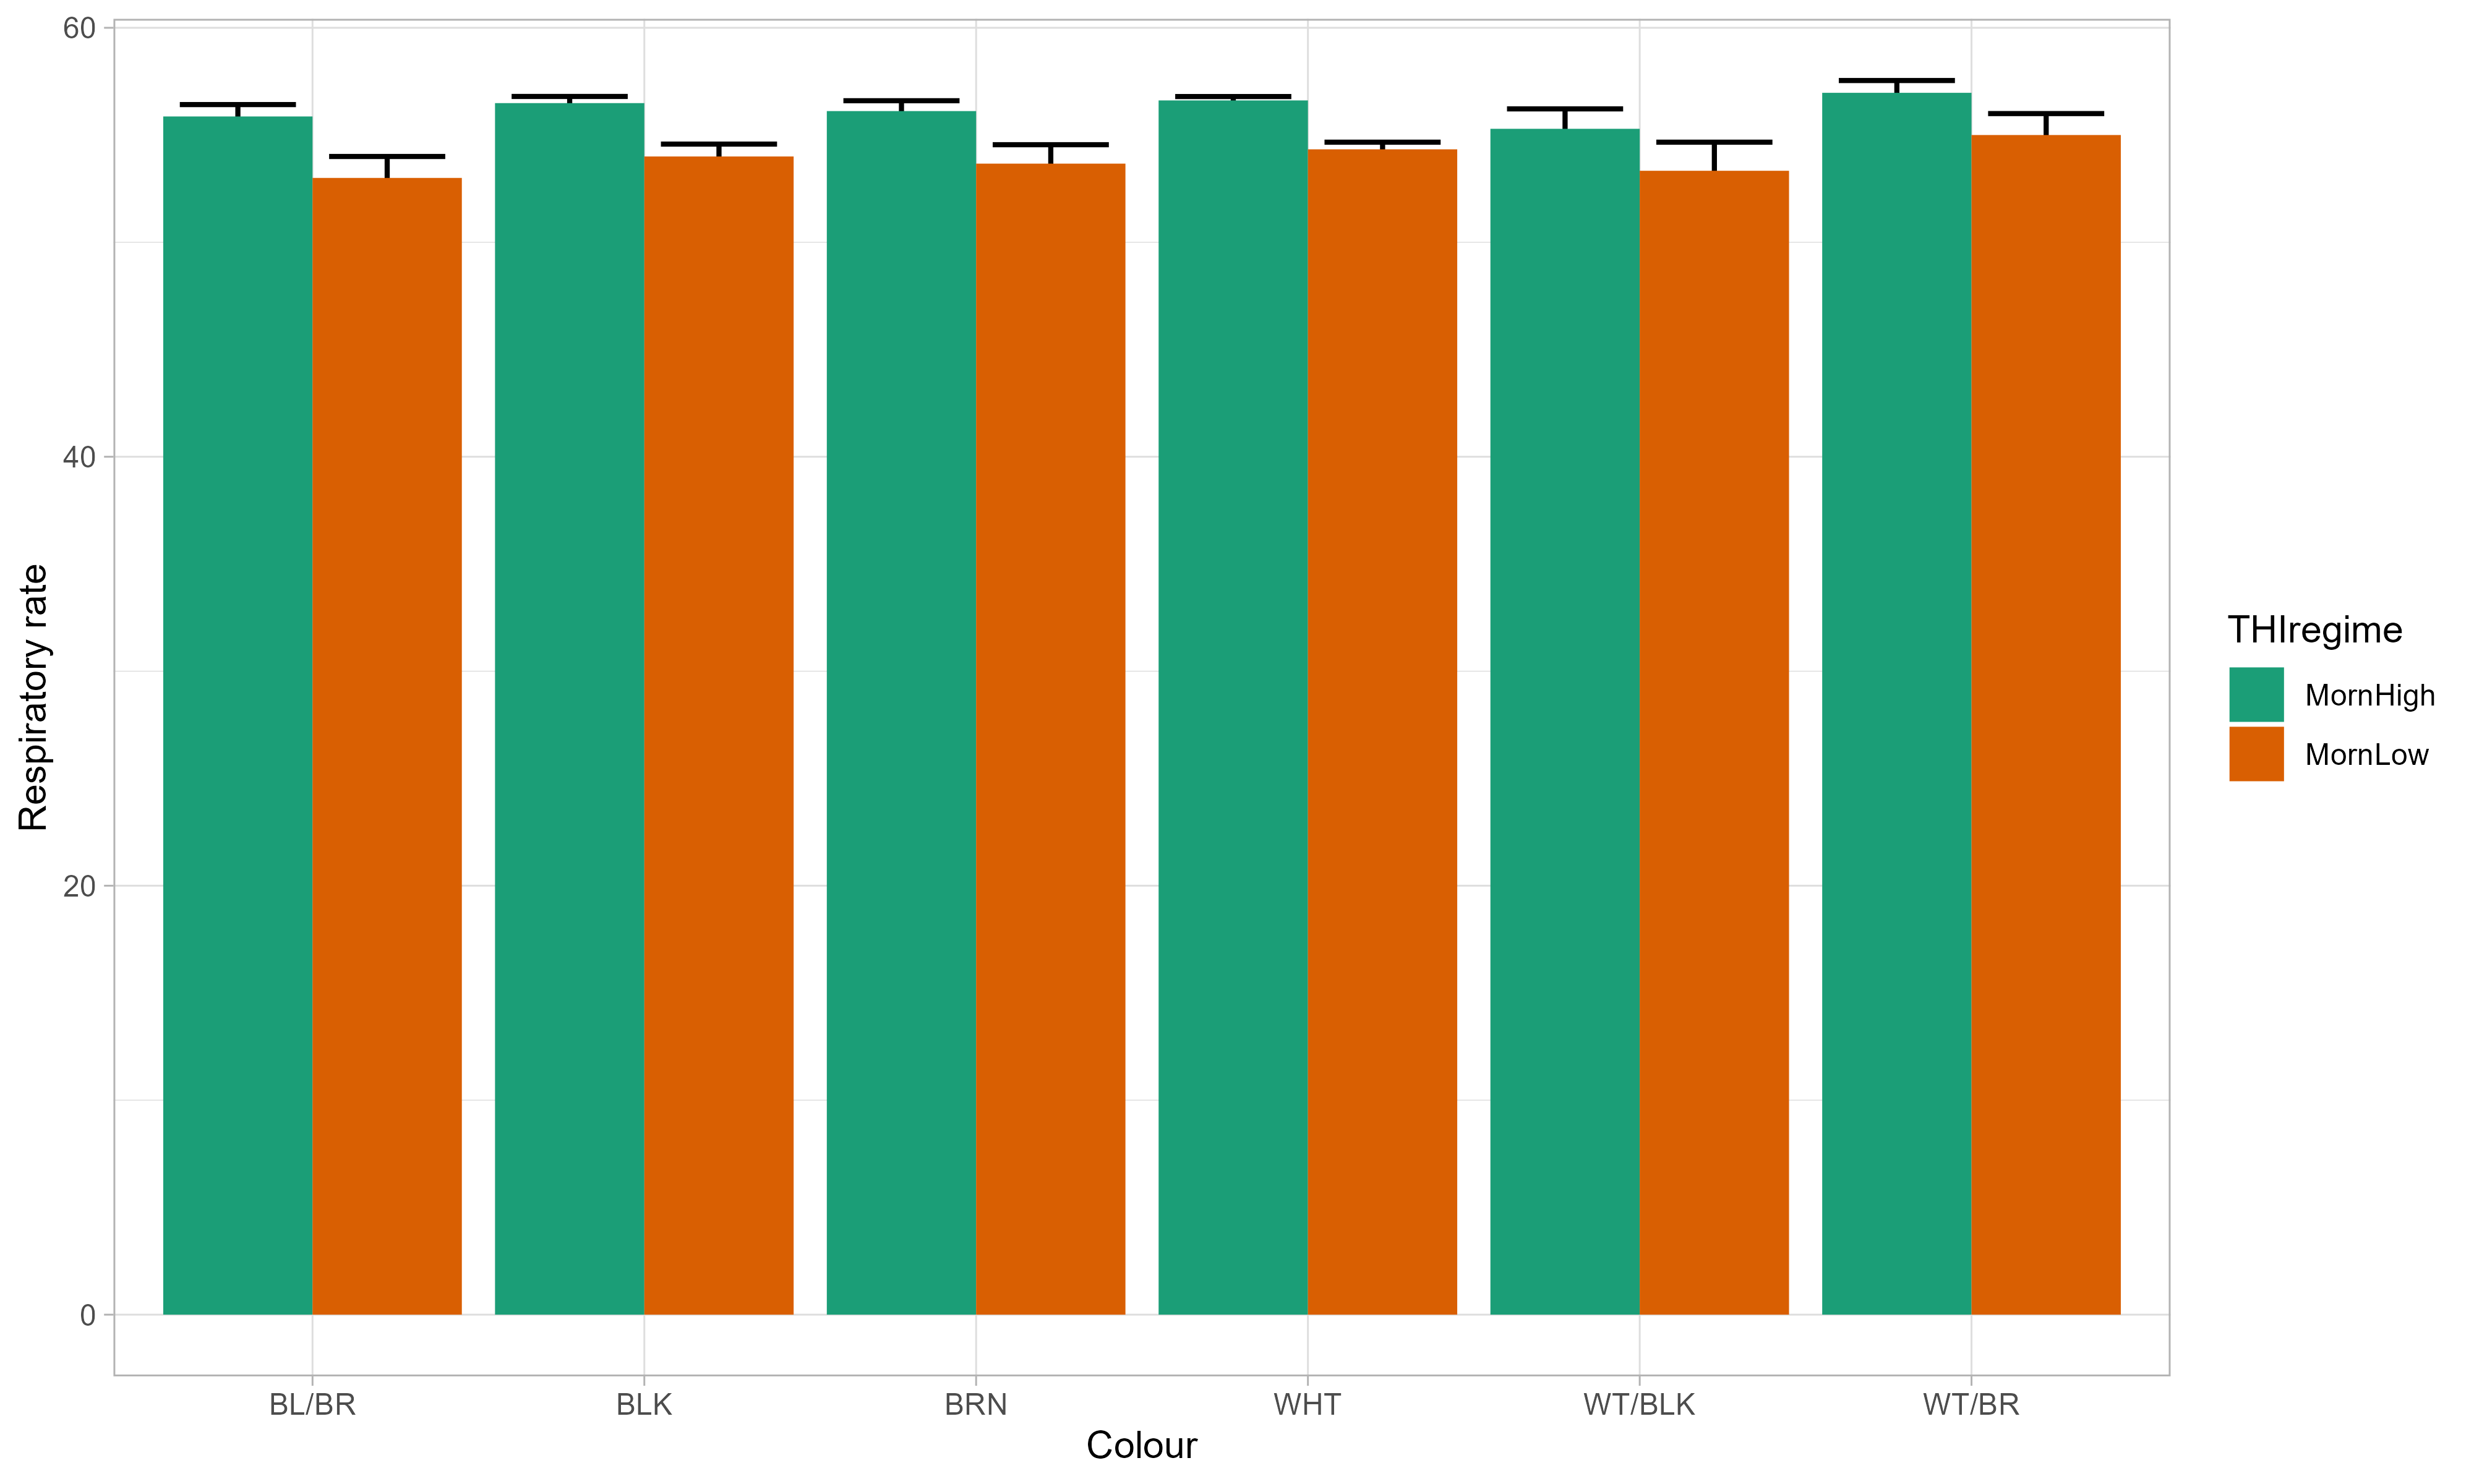 60
40
20
0
Respiratory rate
BL/BR BLK BRN WHT WT/BLK WT/BR
Colour
THIregime
MornHigh
MornLow